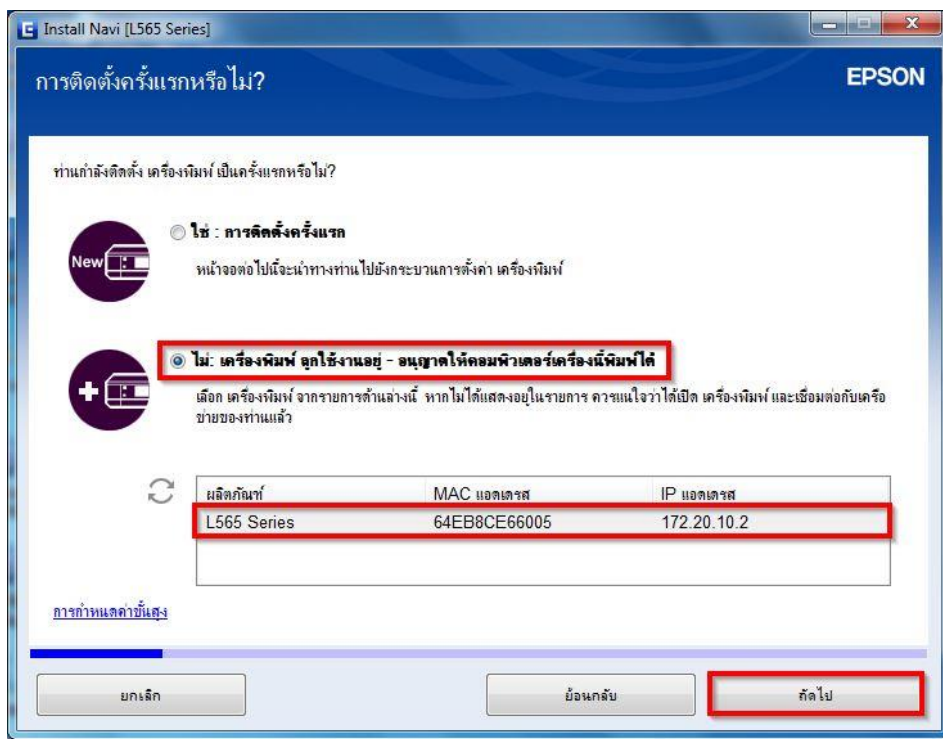 Install Navi [L565 Series]
การติดตั้งครั้งแรกหรือไม่?
EPSON
ท่านกำลังติดตั้ง เครื่องพิมพ์ เป็นครั้งแรกหรือไม่?
ใช่ : การติดตั้งครั้งแรก
New
หน้าจอต่อไปนี้จะนำทางท่านไปยังกระบวนการตั้งค่า เครื่องพิมพ์
ไม่: เครื่องพิมพ์ ถูกใช้งานอยู่ - อนุญาตให้คอมพิวเตอร์เครื่องนี้พิมพ์ได้
เลือก เครื่องพิมพ์ จากรายการด้านล่างนี้ หากไม่ได้แสดงอยู่ในรายการ ควรแน่ใจว่าได้เปิด เครื่องพิมพ์ และเชื่อมต่อกับเครือ
ข่ายของท่านแล้ว
ผลิตภัณฑ์ MAC แอดเดรส IP แอดเดรส
L565 Series 64EB8CE66005 172.20.10.2
การกำหนดค่าขั้นสูง
ยกเลิก ย้อนกลับ ถัดไป